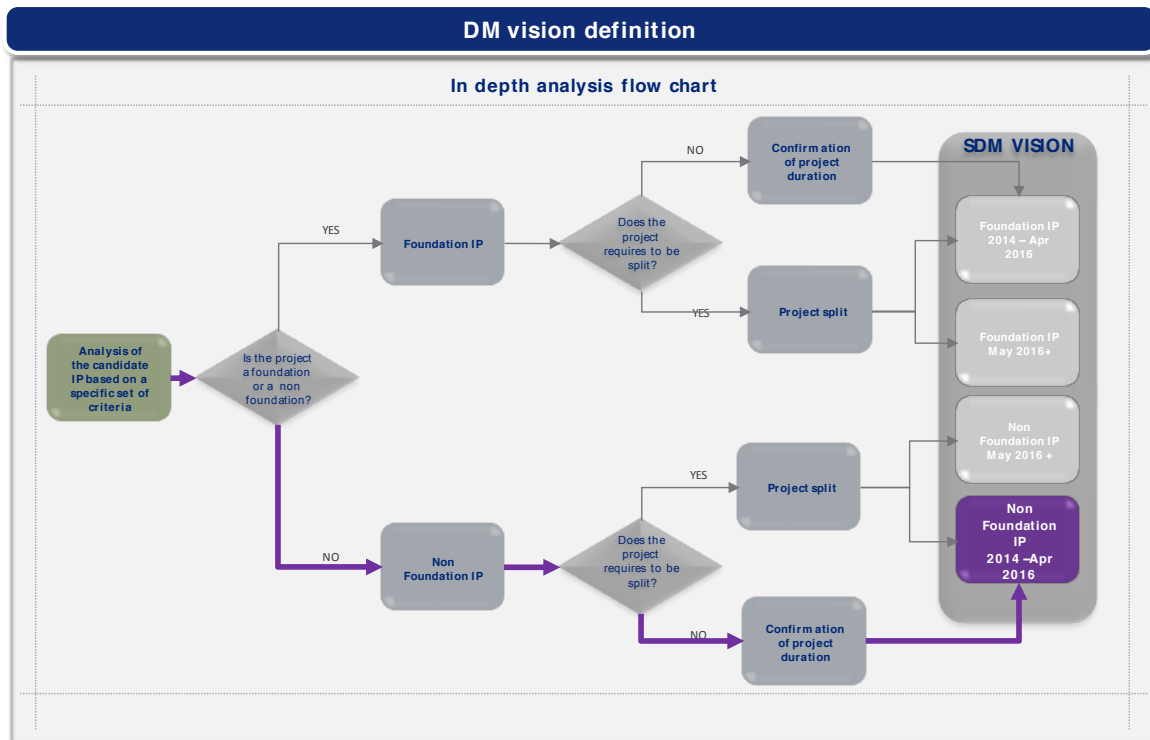 DM vision definition
In depth analysis flow chart
NO
Confirmation
of project
duration
SDM VISION
YES
Foundation IP
Does the
project
requires to be
split?
Foundation IP
2014 – Apr
2016
YES
Project split
Foundation IP
May 2016+
Analysis of
the candidate
IP based on a
specific set of
criteria
Is the project
a foundation
or a non
foundation?
Non
Foundation IP
May 2016 +
YES
Project split
Non
Foundation
IP
2014 –Apr
2016
NO
Non
Foundation IP
Does the
project
requires to be
split?
NO
Confirmation
of project
duration